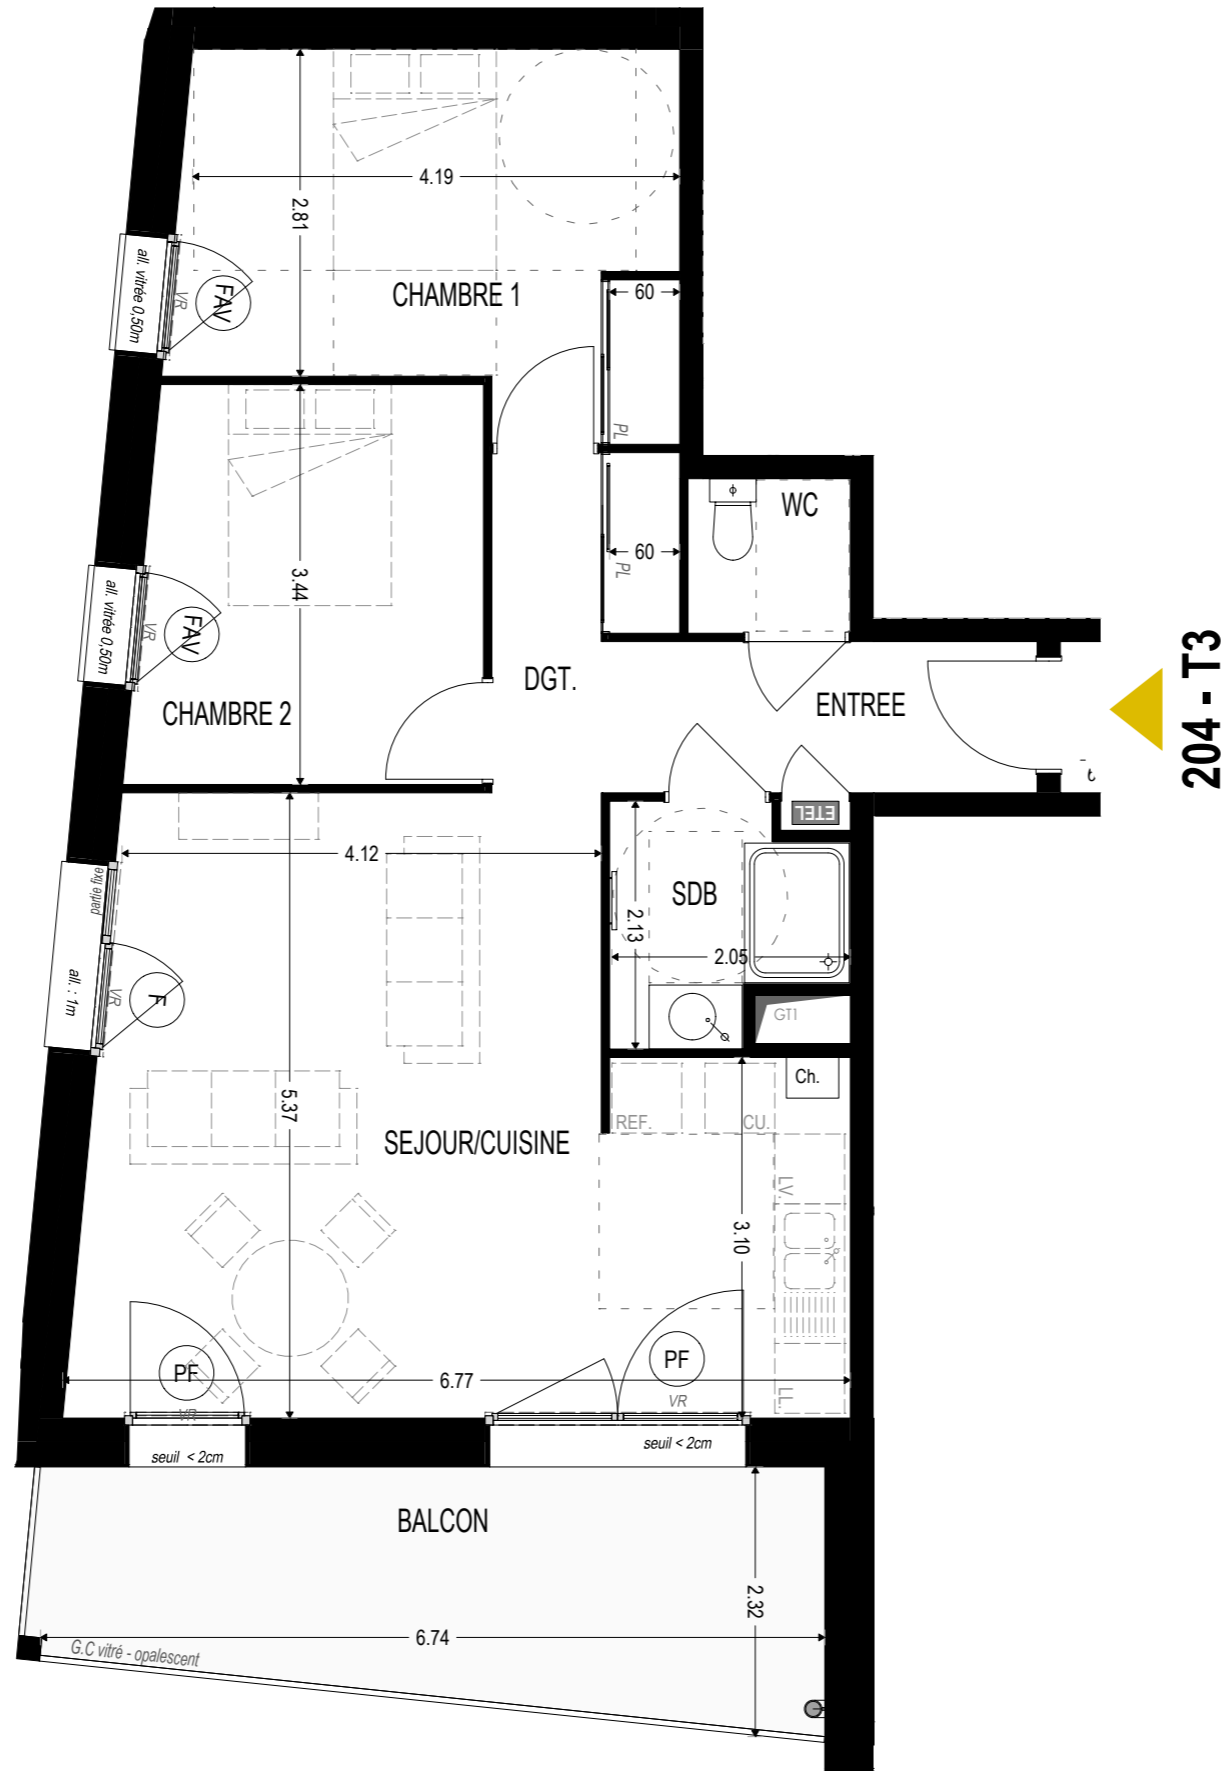 4.19
2.81
all. vitrée 0,50m
VR
FAV
CHAMBRE 1
60
PL
3.44
WC
60
PL
all. vitrée 0,50m
VR
FAV
CHAMBRE 2
DGT.
ENTREE
204 - T3
ETEL
4.12
partie fixe
SDB
2.13
2.05
all. : 1m
VR
F
GT1
Ch.
5.37
REF.
CU.
SEJOUR/CUISINE
LV
3.10
PF
VR
PF
VR
6.77
LL
seuil < 2cm
seuil < 2cm
BALCON
2.32
6.74
G.C vitré - opalescent